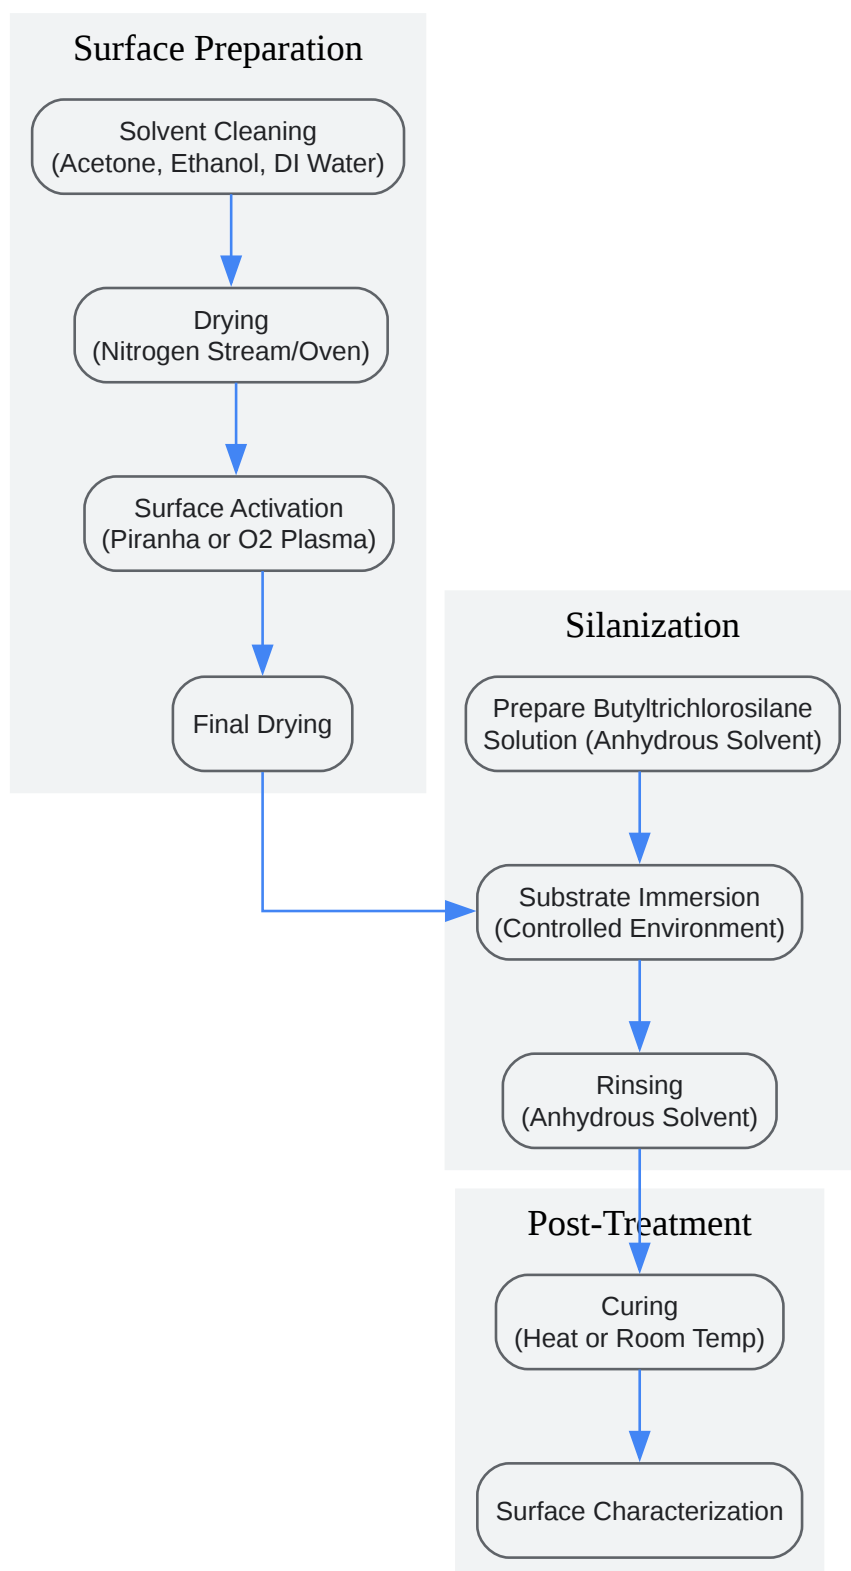 Surface Preparation
Solvent Cleaning
(Acetone, Ethanol, DI Water)
Drying
(Nitrogen Stream/Oven)
Surface Activation
(Piranha or O2 Plasma)
Final Drying
Silanization
Prepare Butyltrichlorosilane
Solution (Anhydrous Solvent)
Substrate Immersion
(Controlled Environment)
Rinsing
(Anhydrous Solvent)
Post-Treatment
Curing
(Heat or Room Temp)
Surface Characterization